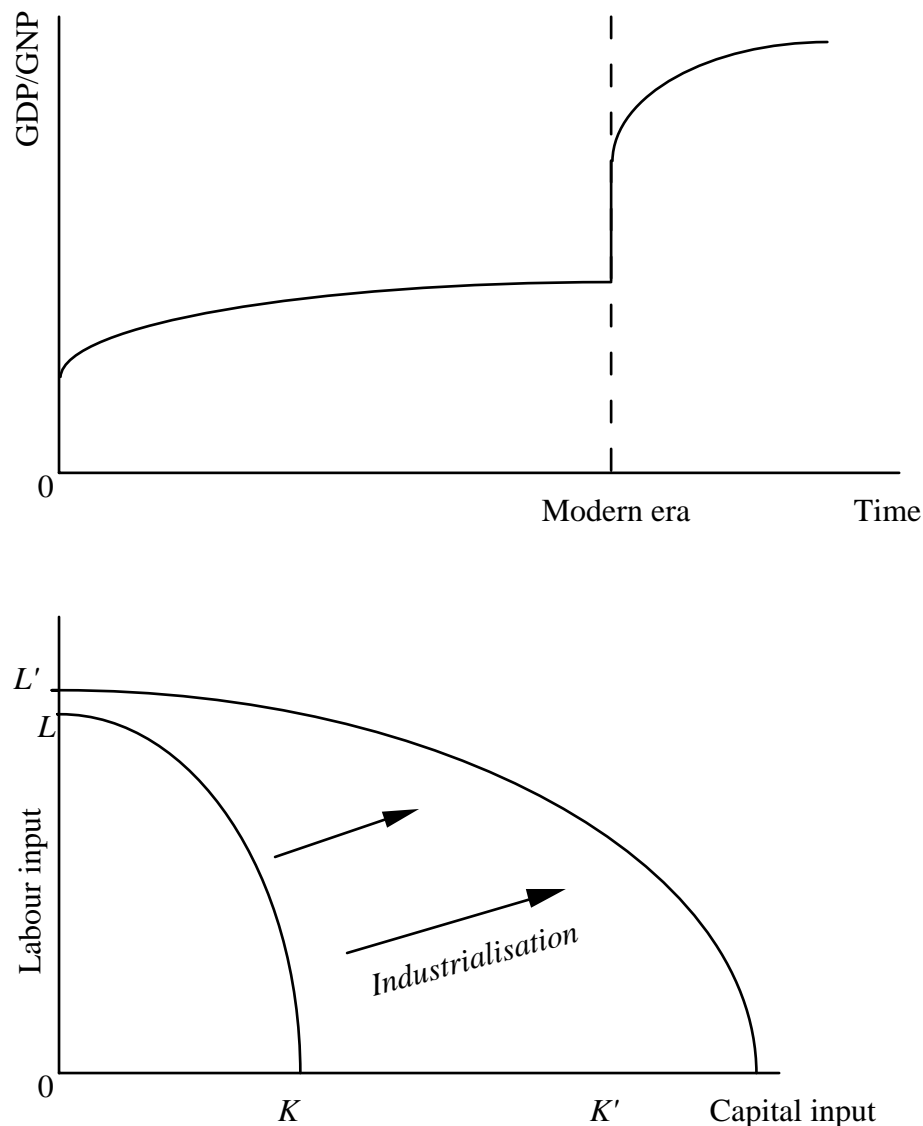 GDP/GNP
0
Modern era
Time
L'
L
Labour input
Industrialisation
0
K
K'
Capital input